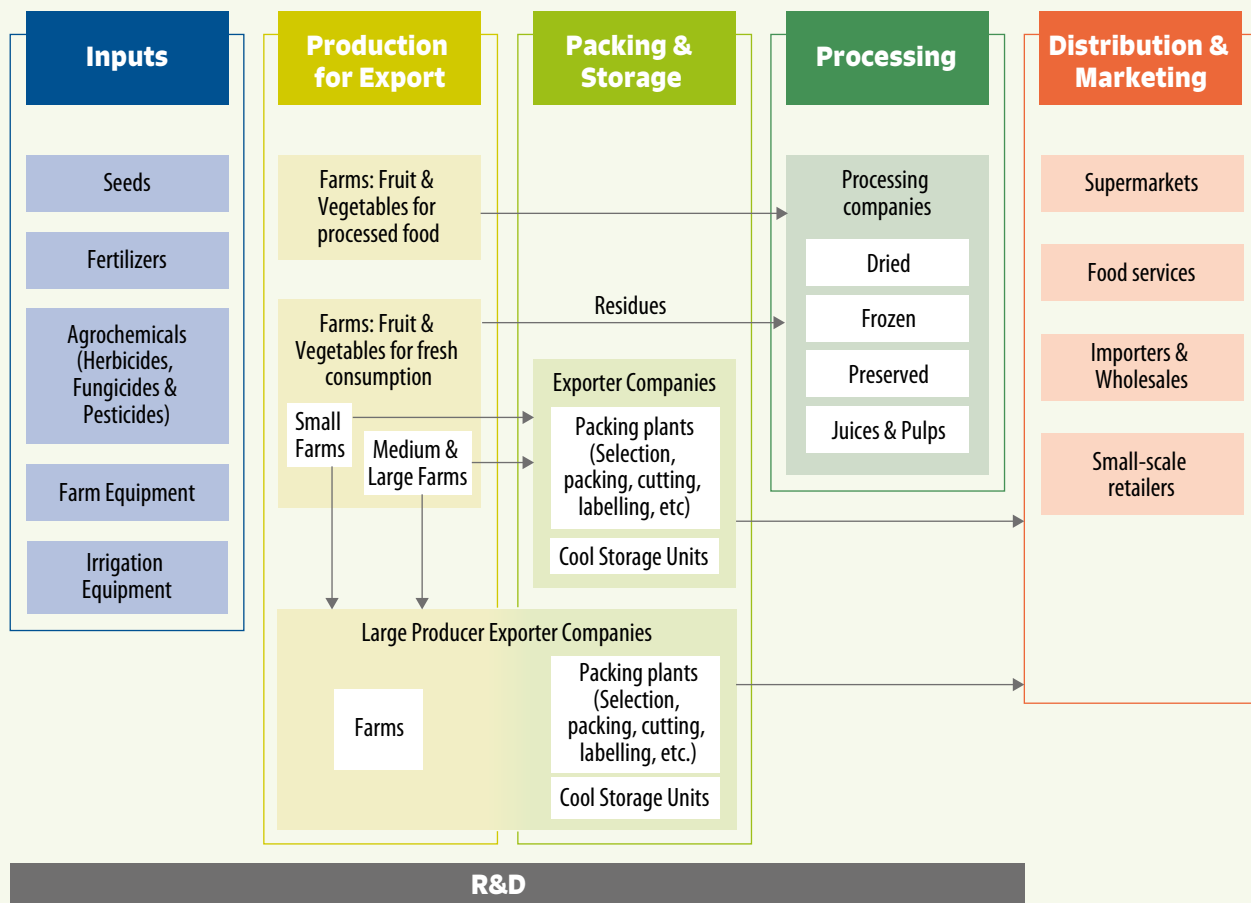 Inputs
Production
for Export
Packing &
Storage
Processing
Distribution &
Marketing
Seeds
Fertilizers
Agrochemicals
(Herbicides,
Fungicides &
Pesticides)
Farm Equipment
Irrigation
Equipment
Farms: Fruit &
Vegetables for
processed food
Farms: Fruit &
Vegetables for fresh
consumption
Small
Farms
Medium &
Large Farms
Residues
Exporter Companies
Packing plants
(Selection,
packing, cutting,
labelling, etc)
Cool Storage Units
Large Producer Exporter Companies
Farms
Packing plants
(Selection,
packing, cutting,
labelling, etc.)
Cool Storage Units
Processing
companies
Dried
Frozen
Preserved
Juices & Pulps
Supermarkets
Food services
Importers &
Wholesales
Small-scale
retailers
R&D